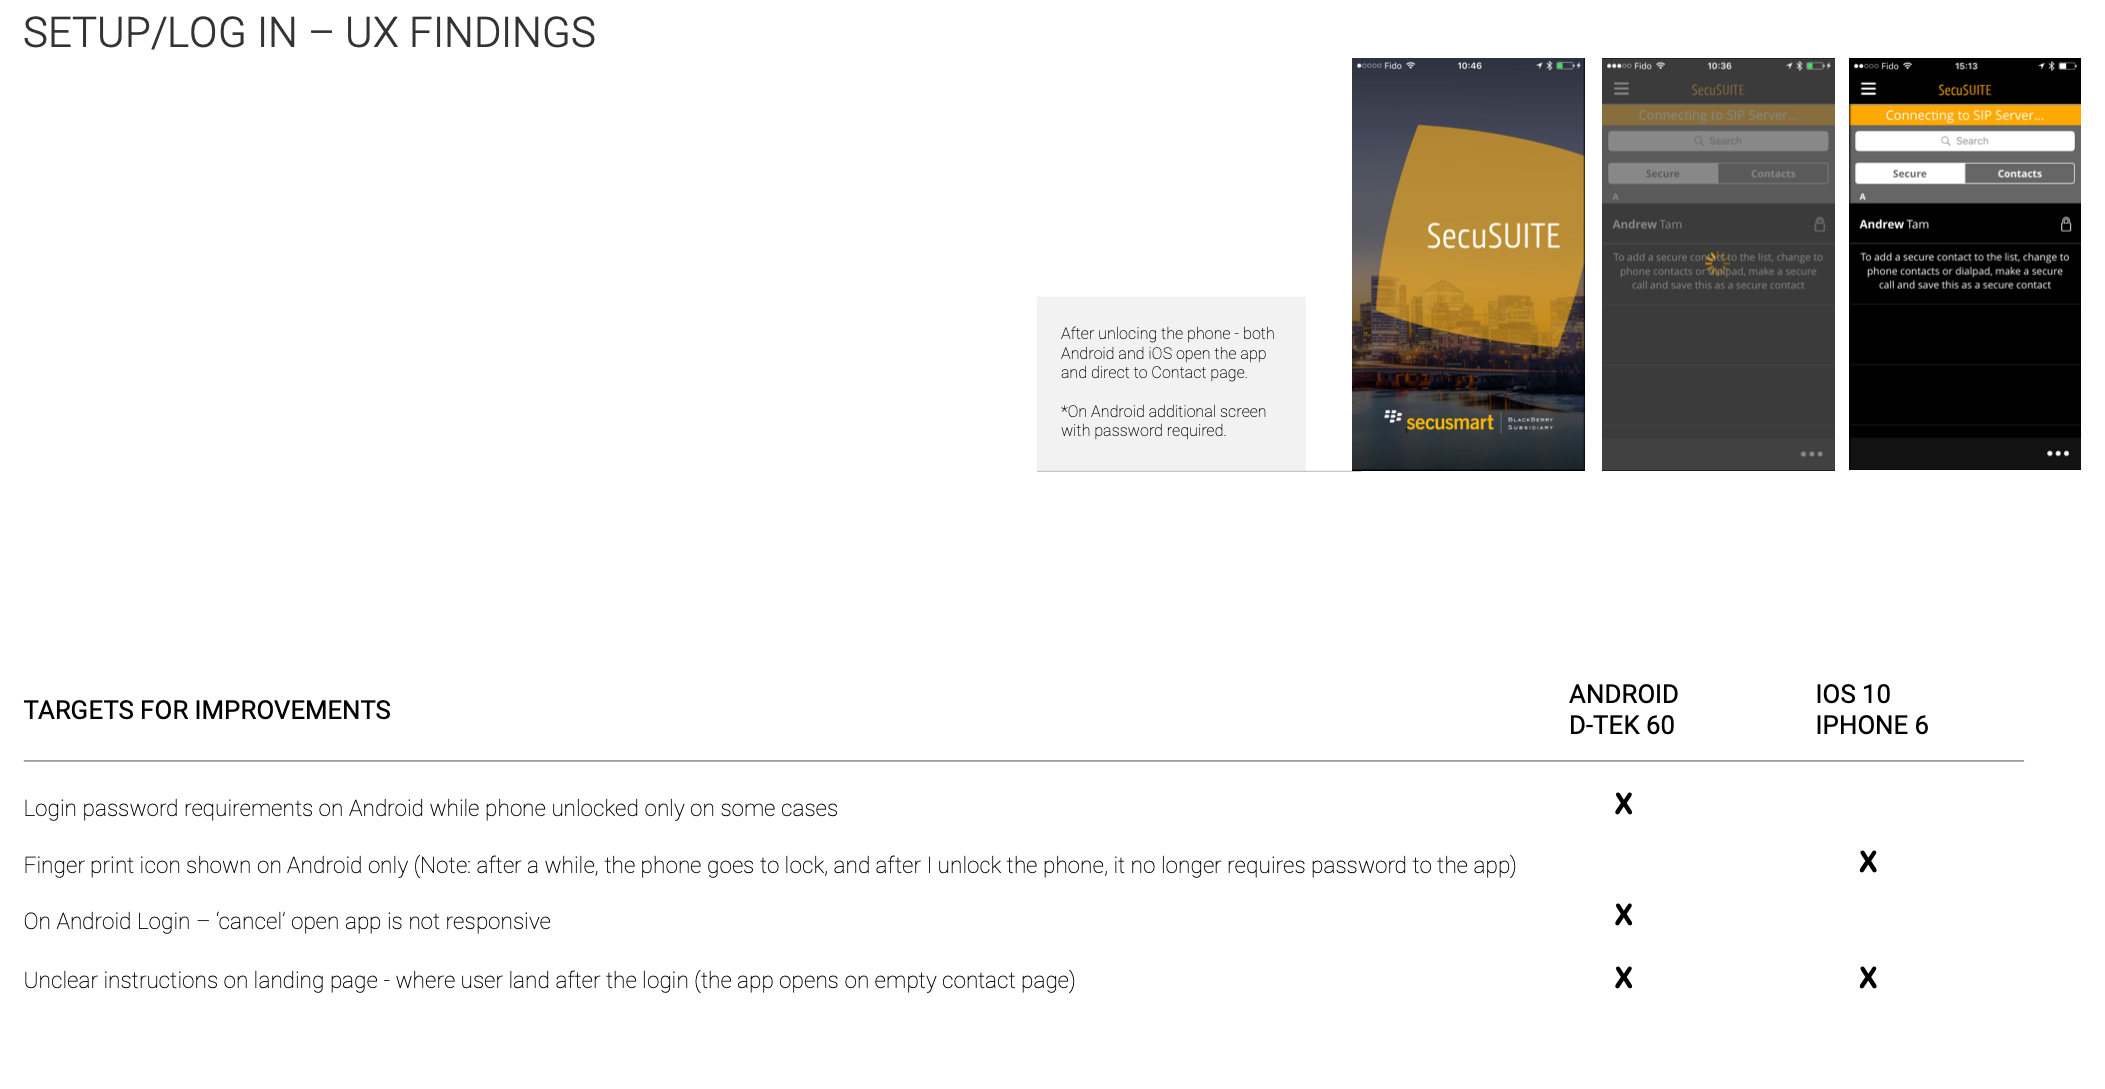 SETUP/LOG IN – UX FINDINGS
Fido 10:46
SecuSUITE
secusmart BLACKBERRY
SUBSIDIARY
Fido 10:36
SecuSUITE
Connecting to SIP Server...
Search
Secure Contacts
A
Andrew Tam
To add a secure contact to the list, change to
phone contacts or dialpad, make a secure
call and save this as a secure contact
Fido 15:13
SecuSUITE
Connecting to SIP Server...
Search
Secure Contacts
A
Andrew Tam
To add a secure contact to the list, change to
phone contacts or dialpad, make a secure
call and save this as a secure contact
After unlocing the phone - both
Android and iOS open the app
and direct to Contact page.
*On Android additional screen
with password required.
TARGETS FOR IMPROVEMENTS
ANDROID
D-TEK 60
IOS 10
IPHONE 6
Login password requirements on Android while phone unlocked only on some cases X
Finger print icon shown on Android only (Note: after a while, the phone goes to lock, and after I unlock the phone, it no longer requires password to the app) X
On Android Login – ‘cancel’ open app is not responsive X
Unclear instructions on landing page - where user land after the login (the app opens on empty contact page) X X